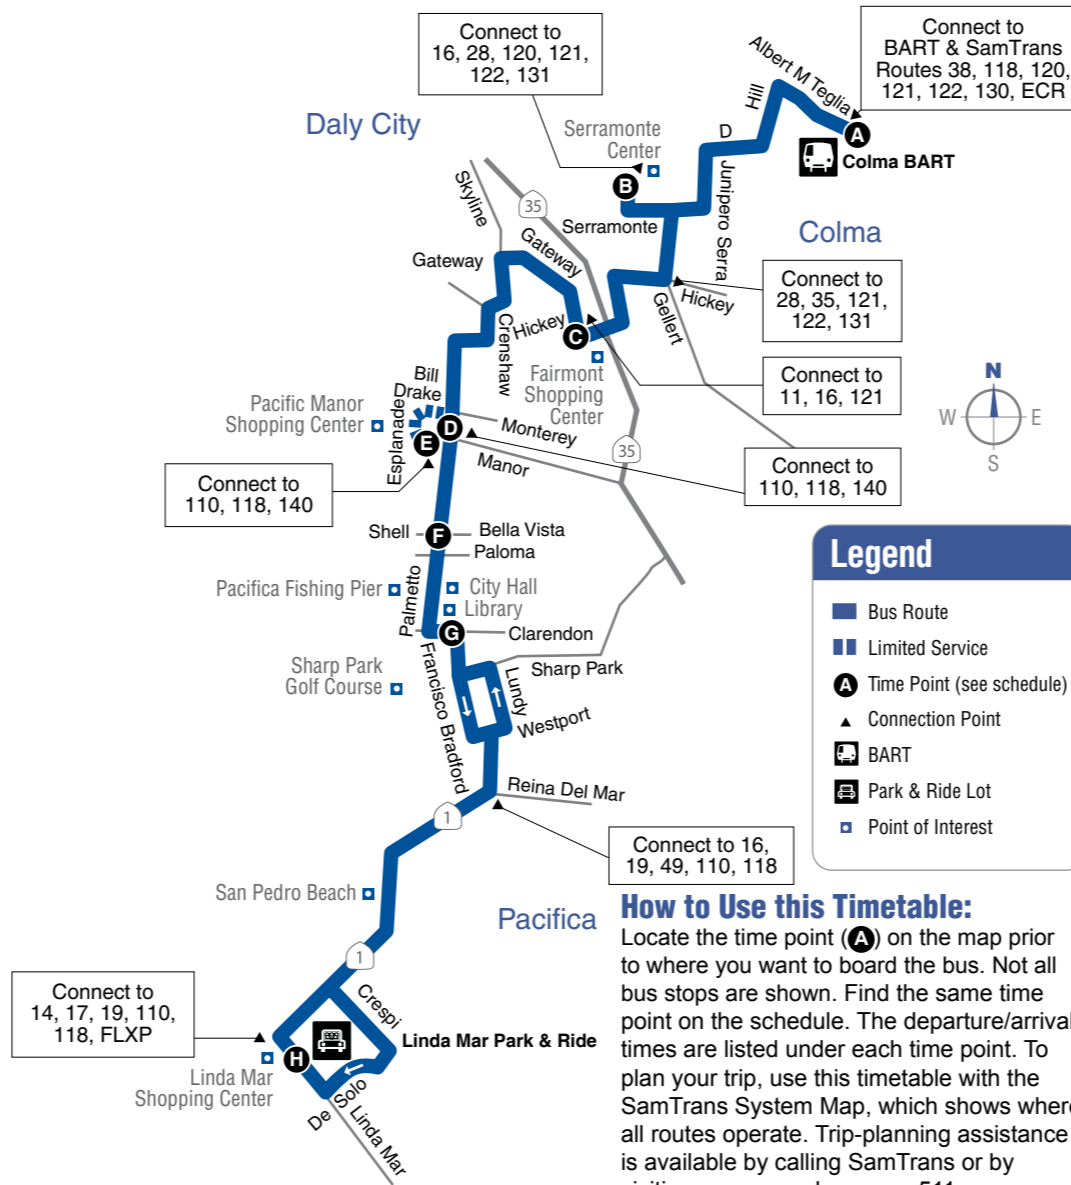 Connect to
16, 28, 120, 121,
122, 131
Connect to
BART & SamTrans
Routes 38, 118, 120,
121, 122, 130, ECR
Albert M Teglia
Hill
D
A
Colma BART
Daly City
Serramonte
Center
B
Skyline
35
Junipero Serra
Serramonte
Colma
Gateway
Gateway
Connect to
28, 35, 121,
122, 131
Hickey
Gellert
Crenshaw
Hickey
C
Fairmont
Shopping
Center
Connect to
11, 16, 121
N
W
E
S
Bill
Drake
Pacific Manor
Shopping Center
Esplanade
D
E
Monterey
Manor
35
Connect to
110, 118, 140
Connect to
110, 118, 140
Shell
F
Bella Vista
Paloma
Pacifica Fishing Pier
Palmetto
City Hall
Library
G
Clarendon
Sharp Park
Golf Course
Francisco Bradford
Lundy
Sharp Park
Westport
Reina Del Mar
1
Connect to 16,
19, 49, 110, 118
San Pedro Beach
Pacifica
1
Connect to
14, 17, 19, 110,
118, FLXP
Crespi
Linda Mar Park & Ride
H
Linda Mar
Shopping Center
De Solo
Linda Mar
Legend
Bus Route
Limited Service
A Time Point (see schedule)
Connection Point
BART
Park & Ride Lot
Point of Interest
How to Use this Timetable:
Locate the time point (A) on the map prior
to where you want to board the bus. Not all
bus stops are shown. Find the same time
point on the schedule. The departure/arrival
times are listed under each time point. To
plan your trip, use this timetable with the
SamTrans System Map, which shows where
all routes operate. Trip-planning assistance
is available by calling SamTrans or by